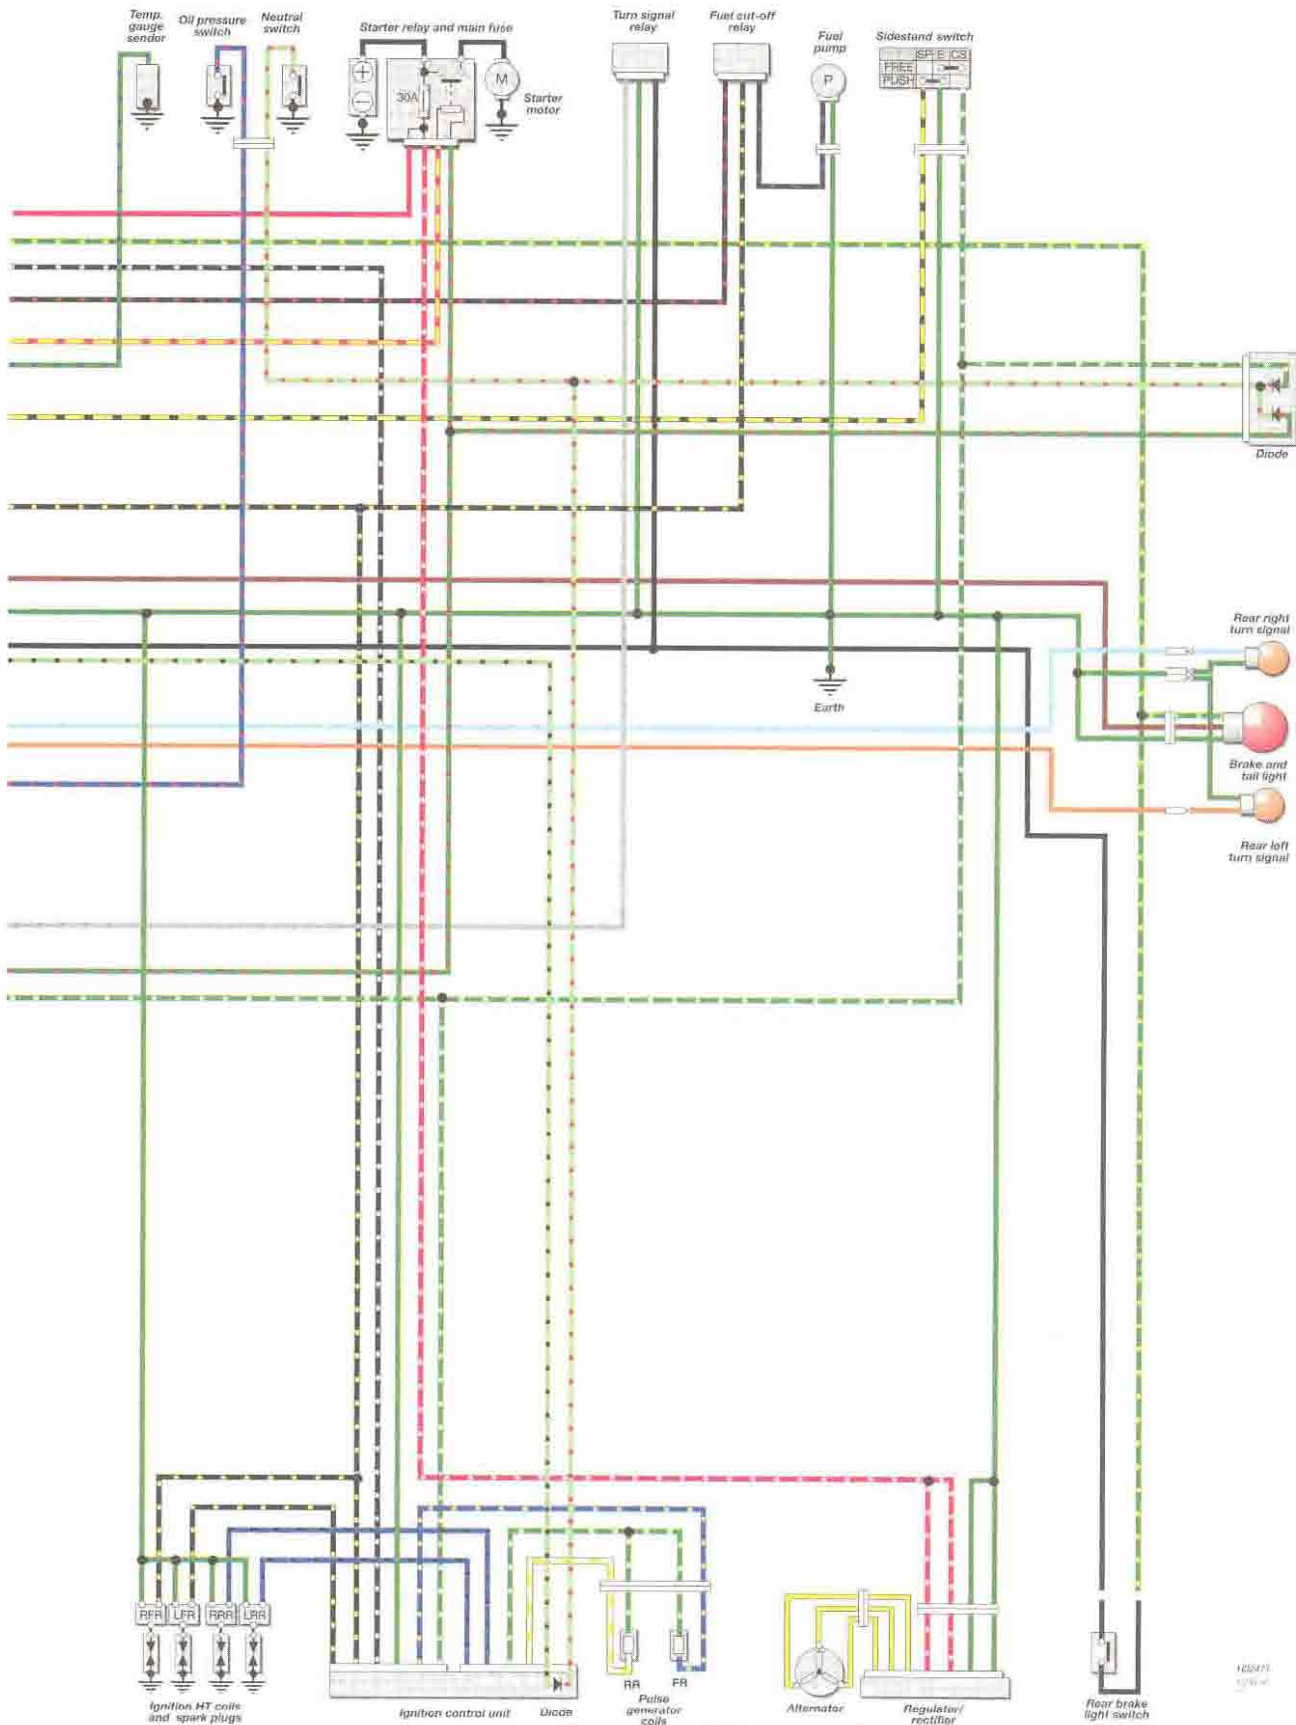 Temp.
gauge
sender
Oil pressure
switch
Neutral
switch
Starter relay and main fuse
Turn signal
relay
Fuel cut-off
relay
Fuel
pump
Sidestand switch
SP E CS
FREE
PUSH
30A
M
P
Starter
motor
Diode
Rear right
turn signal
Earth
Brake and
tail light
Rear left
turn signal
RFR
LFR
RRR
LRR
RR
FR
Ignition HT coils
and spark plugs
Ignition control unit
Diode
Pulse
generator
coils
Alternator
Regulator/
rectifier
Rear brake
light switch